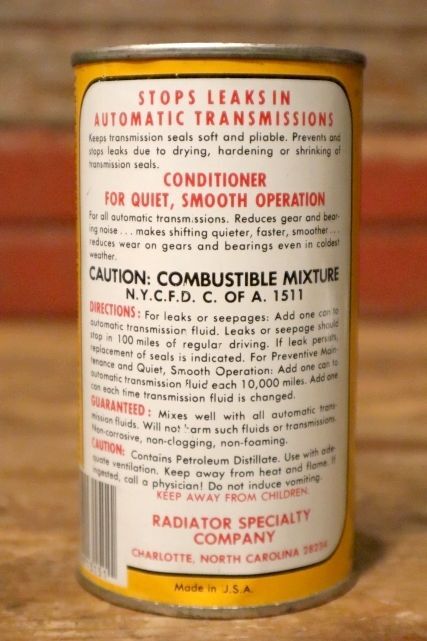 STOPS LEAKS IN
AUTOMATIC TRANSMISSIONS
Keeps transmission seals soft and pliable. Prevents and
stops leaks due to drying, hardening or shrinking of
transmission seals.
CONDITIONER
FOR QUIET, SMOOTH OPERATION
For all automatic transmissions. Reduces gear and bear-
ing noise . . . makes shifting quieter, faster, smoother . . .
reduces wear on gears and bearings even in coldest
weather.
CAUTION: COMBUSTIBLE MIXTURE
N.Y.C.F.D. C. OF A. 1511
DIRECTIONS: For leaks or seepages: Add one can to
automatic transmission fluid. Leaks or seepage should
stop in 100 miles of regular driving. If leak persists,
replacement of seals is indicated. For Preventive Main-
tenance and Quiet, Smooth Operation: Add one can to
automatic transmission fluid each 10,000 miles. Add one
can each time transmission fluid is changed.
GUARANTEED: Mixes well with all automatic trans-
mission fluids. Will not harm such fluids or transmissions.
Non-corrosive, non-clogging, non-foaming.
CAUTION: Contains Petroleum Distillate. Use with ade-
quate ventilation. Keep away from heat and flame. If
ingested, call a physician! Do not induce vomiting.
KEEP AWAY FROM CHILDREN.
RADIATOR SPECIALTY
COMPANY
CHARLOTTE, NORTH CAROLINA
Made in U.S.A.